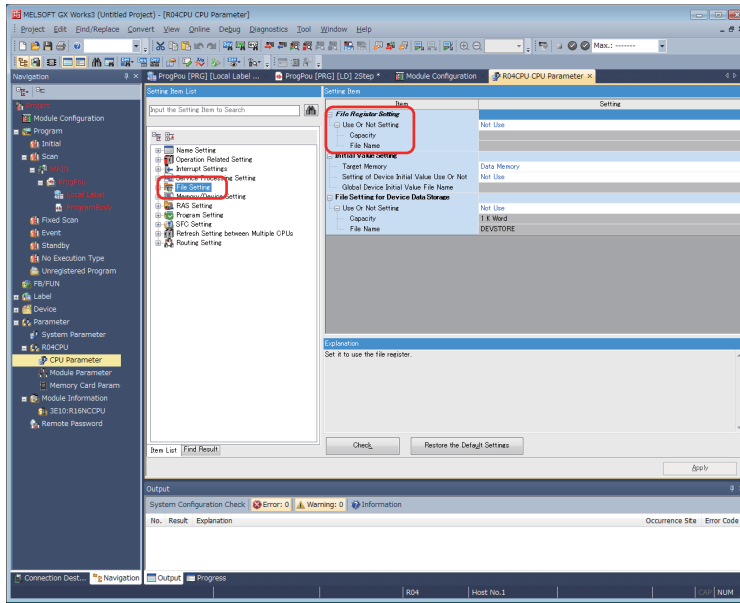 MELSOFT GX Works3 (Untitled Project) - [R04CPU CPU Parameter]
Project Edit Find/Replace Convert View Online Debug Diagnostics Tool Window Help
Max.: -------
Navigation
ProgPou [PRG] [Local Label ...
ProgPou [PRG] [LD] 2Step *
Module Configuration
R04CPU CPU Parameter
Project
Module Configuration
Program
Initial
Scan
MAIN
ProgPou
Local Label
ProgramBody
Fixed Scan
Event
Standby
No Execution Type
Unregistered Program
FB/FUN
Label
Device
Parameter
System Parameter
R04CPU
CPU Parameter
Module Parameter
Memory Card Param
Module Information
3E10:R16NCCPU
Remote Password
Setting Item List
Input the Setting Item to Search
Name Setting
Operation Related Setting
Interrupt Settings
Service Processing Setting
File Setting
Memory/Device Setting
RAS Setting
Program Setting
SFC Setting
Refresh Setting between Multiple CPUs
Routing Setting
Item List Find Result
Setting Item
Item Setting
File Register Setting
Use Or Not Setting Not Use
Capacity
File Name
Initial Value Setting
Target Memory Data Memory
Setting of Device Initial Value Use Or Not Not Use
Global Device Initial Value File Name
File Setting for Device Data Storage
Use Or Not Setting Not Use
Capacity 1 K Word
File Name DEVSTORE
Explanation
Set it to use the file register.
Check Restore the Default Settings
Apply
Output
System Configuration Check Error: 0 Warning: 0 Information
No. Result Explanation Occurrence Site Error Code
Connection Dest... Navigation Output Progress
R04 Host No.1 CAP NUM